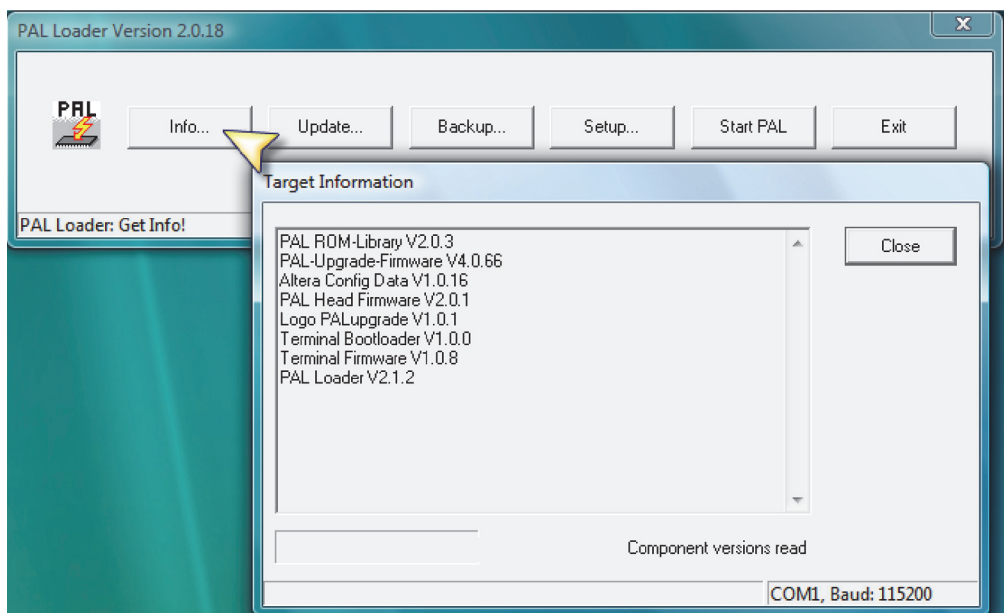 PAL Loader Version 2.0.18
X
PAL
Info...
Update...
Backup...
Setup...
Start PAL
Exit
PAL Loader: Get Info!
Target Information
PAL ROM-Library V2.0.3
PAL-Upgrade-Firmware V4.0.66
Altera Config Data V1.0.16
PAL Head Firmware V2.0.1
Logo PALupgrade V1.0.1
Terminal Bootloader V1.0.0
Terminal Firmware V1.0.8
PAL Loader V2.1.2
Close
Component versions read
COM1, Baud: 115200